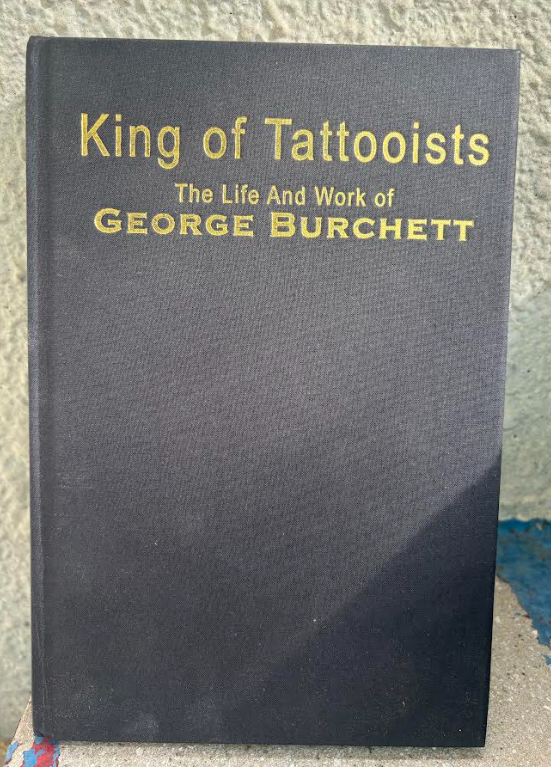 King of Tattooists
The Life And Work of
GEORGE BURCHETT